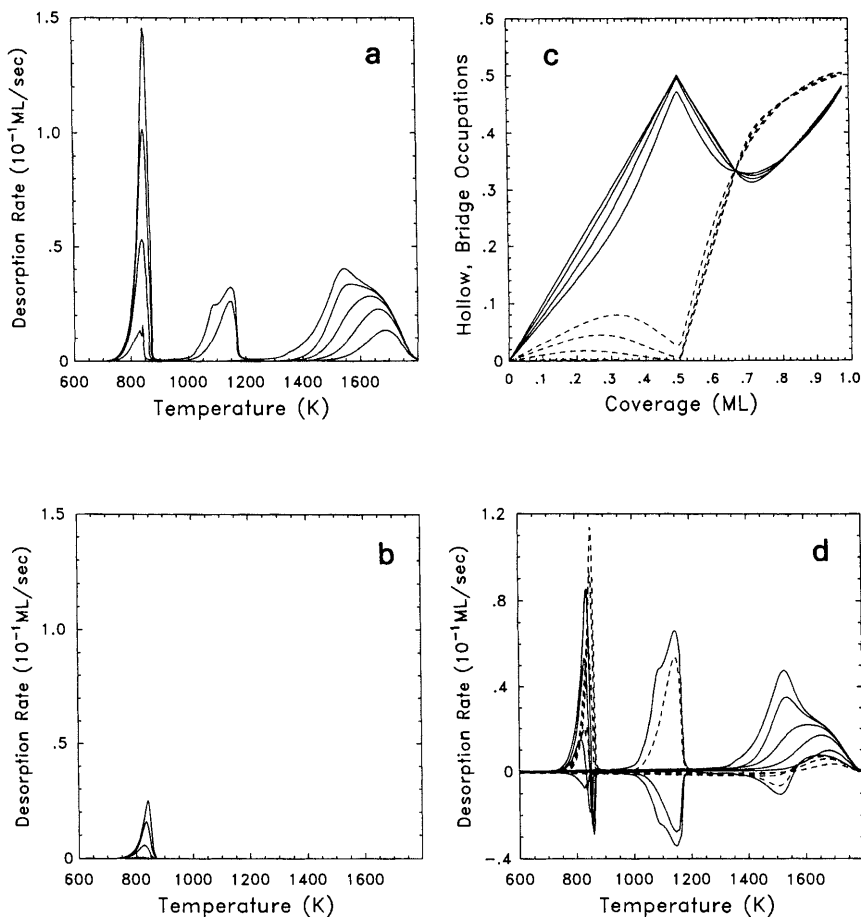 a
1.5
1.0
.5
0
Desorption Rate (10⁻¹ML/sec)
600 800 1000 1200 1400 1600
Temperature (K)
c
.6
.5
.4
.3
.2
.1
0
Hollow, Bridge Occupations
0 .1 .2 .3 .4 .5 .6 .7 .8 .9 1.0
Coverage (ML)
b
1.5
1.0
.5
0
Desorption Rate (10⁻¹ML/sec)
600 800 1000 1200 1400 1600
Temperature (K)
d
1.2
.8
.4
0
-.4
Desorption Rate (10⁻¹ML/sec)
600 800 1000 1200 1400 1600
Temperature (K)